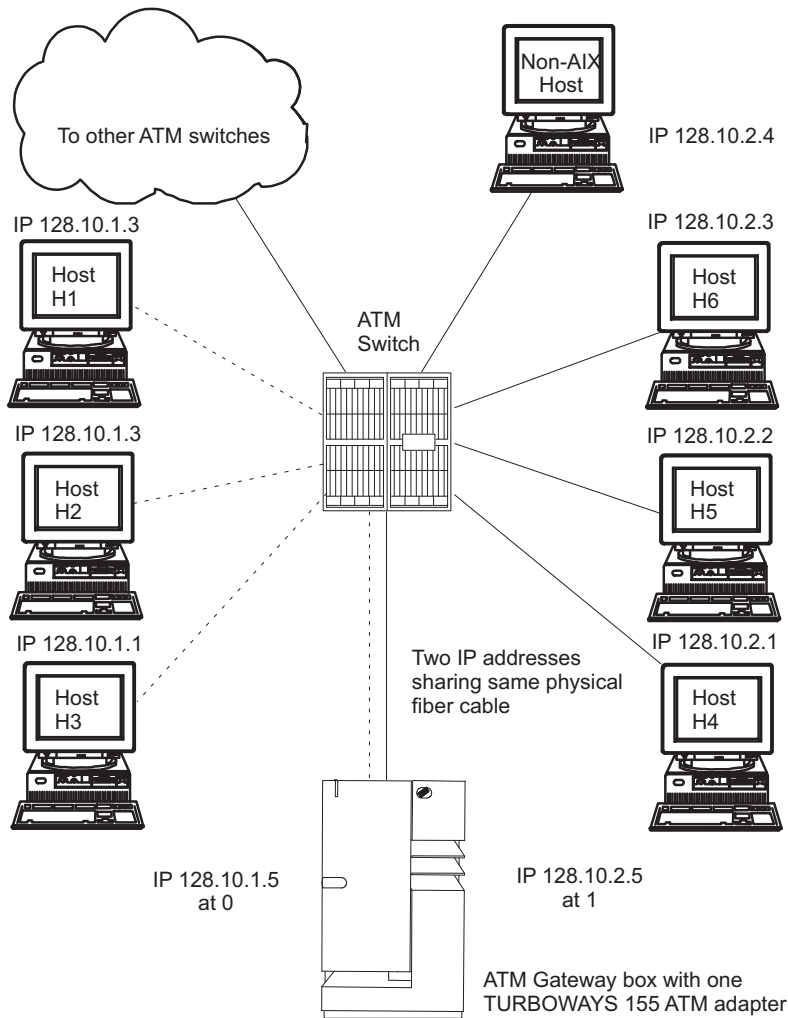 To other ATM switches
Non-AIX
Host
IP 128.10.2.4
IP 128.10.1.3
Host
H1
ATM
Switch
IP 128.10.2.3
Host
H6
IP 128.10.1.3
Host
H2
IP 128.10.2.2
Host
H5
IP 128.10.1.1
Host
H3
Two IP addresses
sharing same physical
fiber cable
IP 128.10.2.1
Host
H4
IP 128.10.1.5
at 0
IP 128.10.2.5
at 1
ATM Gateway box with one
TURBOWAYS 155 ATM adapter